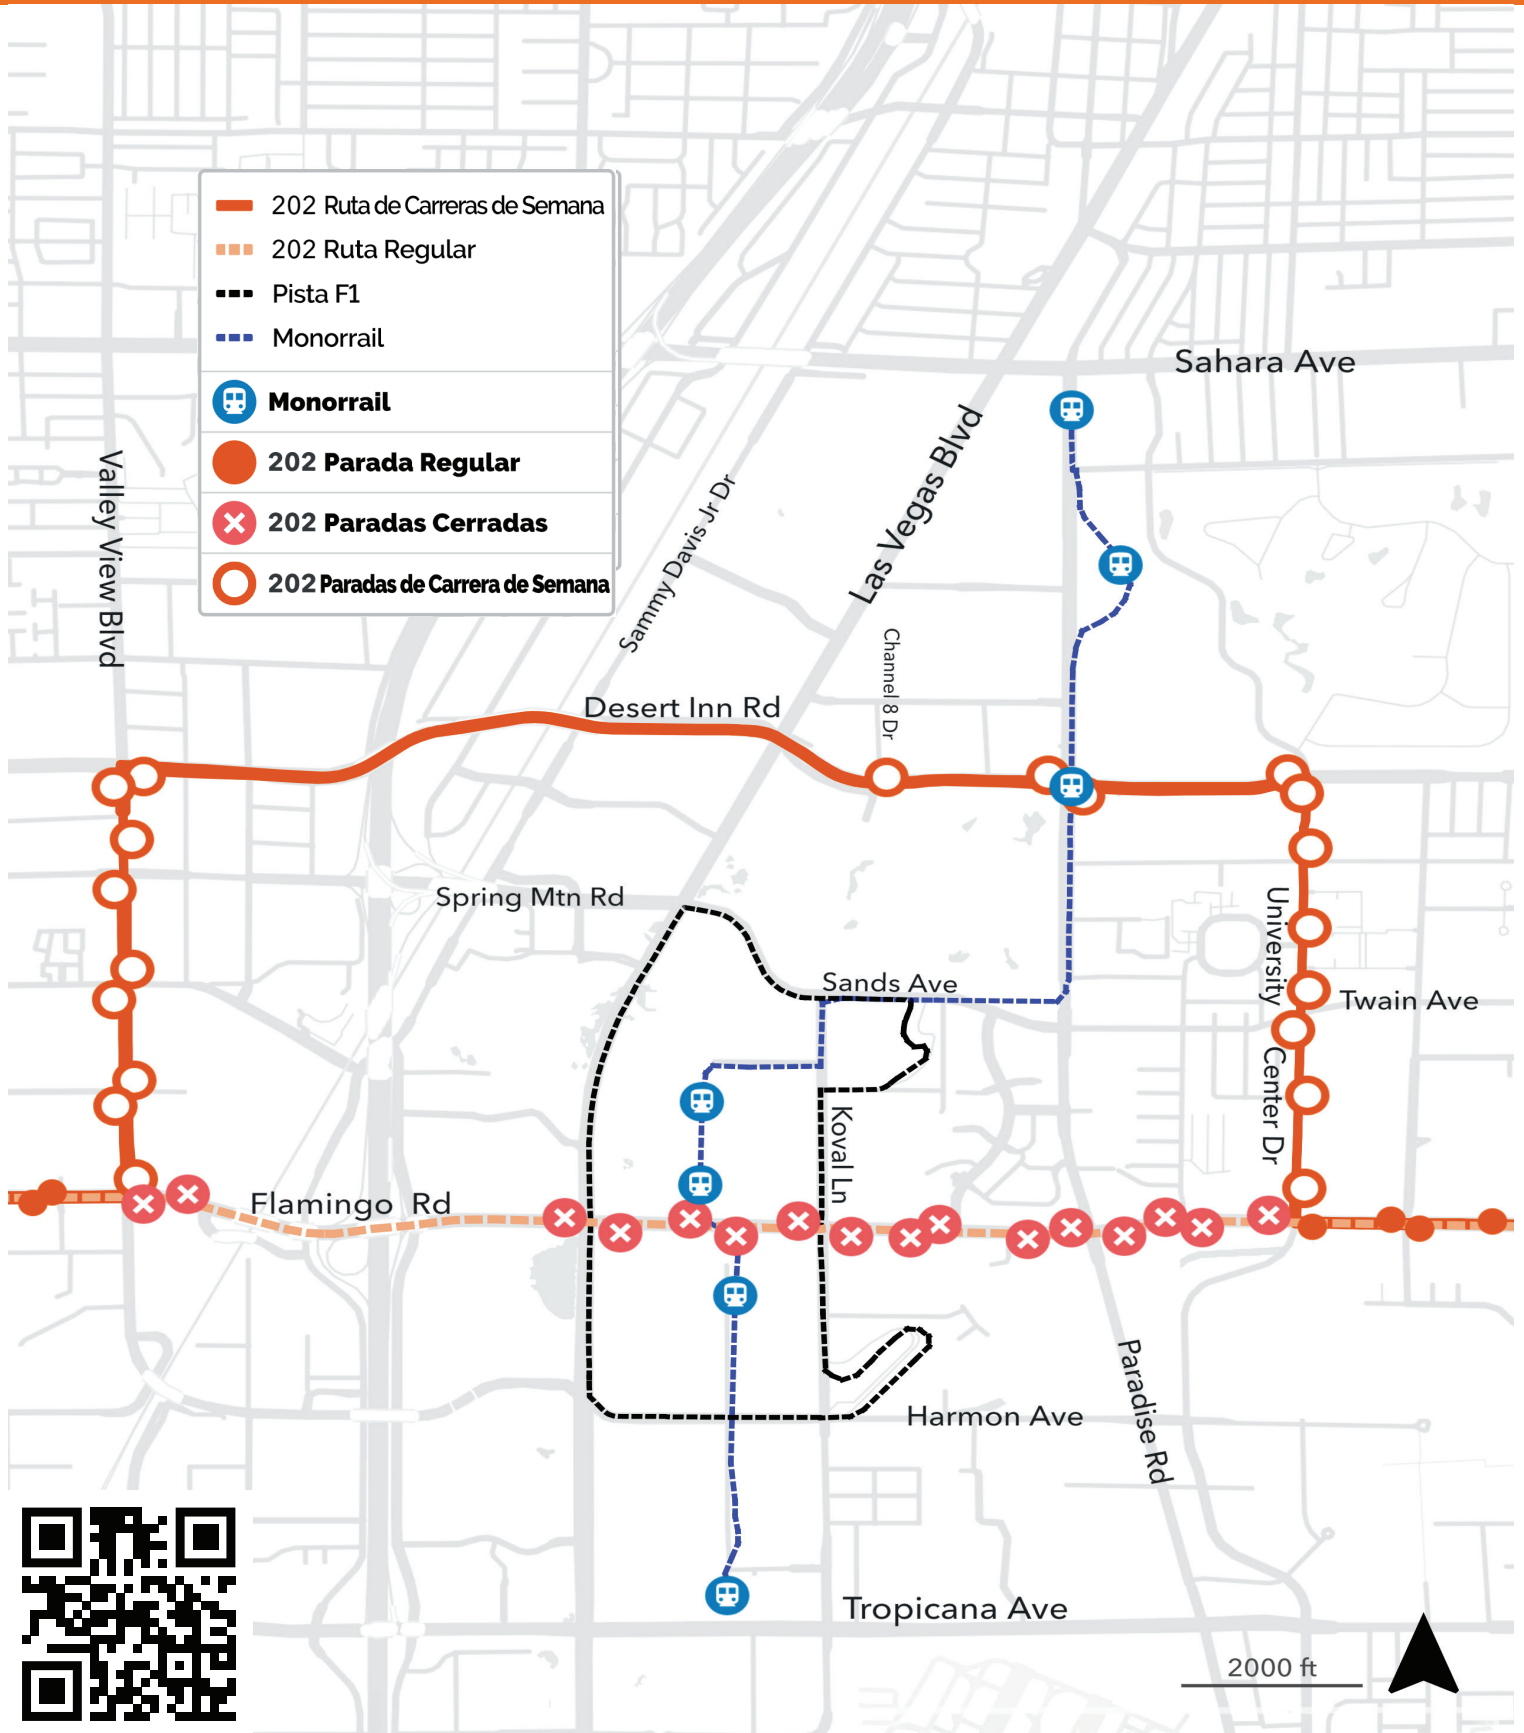 202 Ruta de Carreras de Semana
202 Ruta Regular
Pista F1
Monorrail
Monorrail
202 Parada Regular
202 Paradas Cerradas
202 Paradas de Carrera de Semana
Sahara Ave
Las Vegas Blvd
Valley View Blvd
Sammy Davis Jr Dr
Channel 8 Dr
Desert Inn Rd
Spring Mtn Rd
Sands Ave
University Center Dr
Twain Ave
Koval Ln
Flamingo Rd
Paradise Rd
Harmon Ave
Tropicana Ave
2000 ft